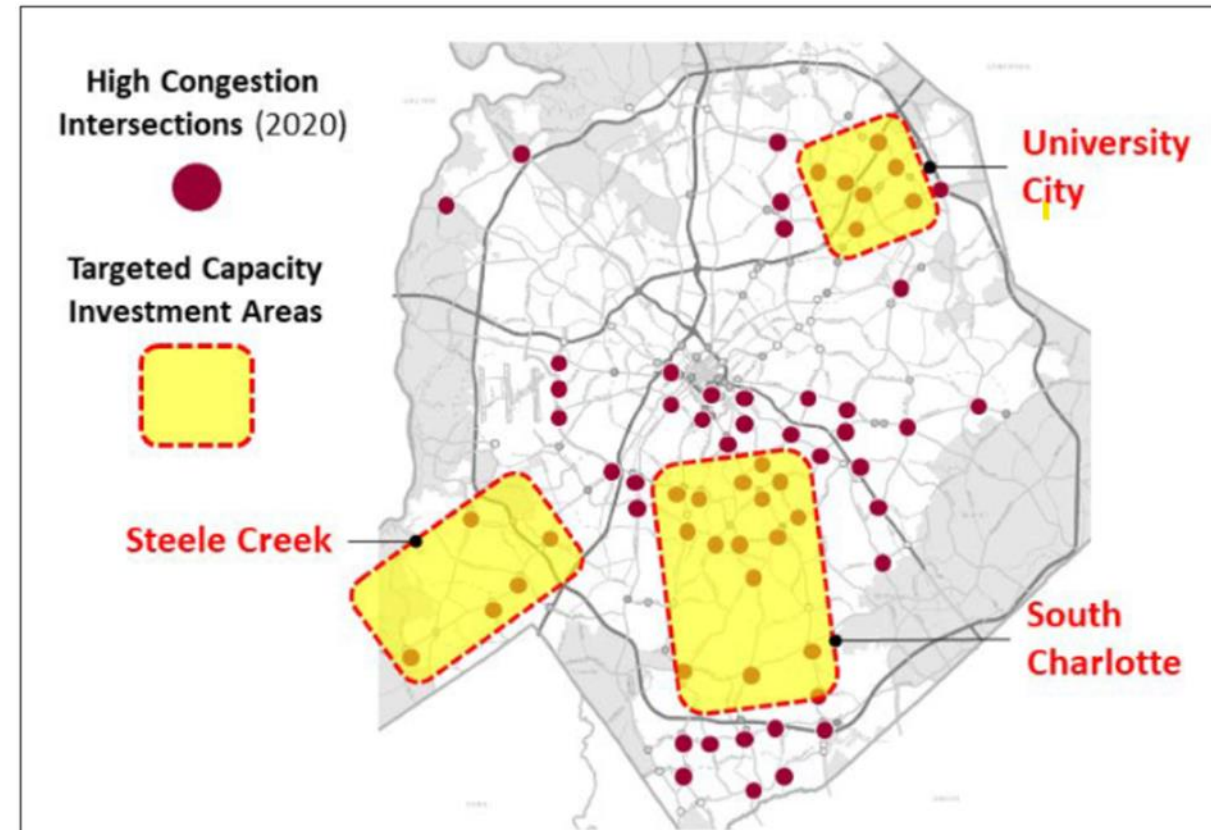 High Congestion
Intersections (2020)
Targeted Capacity
Investment Areas
University
City
Steele Creek
South
Charlotte